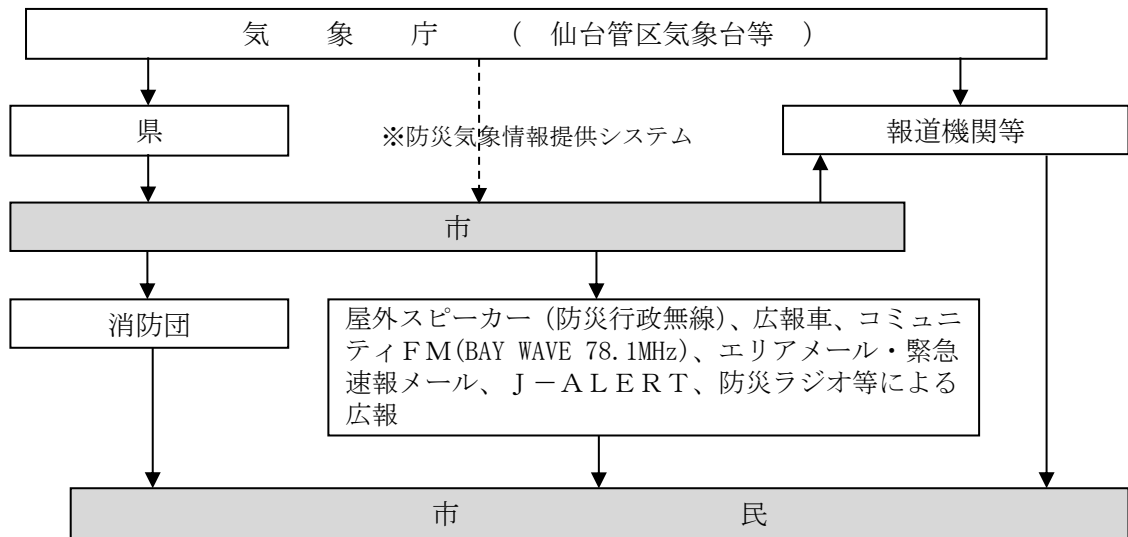 気　象　庁　（　仙台管区気象台等　）
県
※防災気象情報提供システム
報道機関等
市
消防団
屋外スピーカー（防災行政無線）、広報車、コミュニ
ティＦＭ(BAY WAVE 78.1MHz)、エリアメール・緊急
速報メール、Ｊ－ＡＬＥＲＴ、防災ラジオ等による
広報
市　民